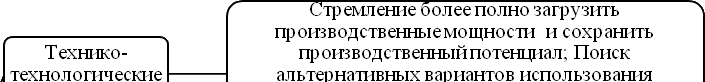 Стремление более полно загрузить
производственные мощности и сохранить
производственный потенциал; Поиск
альтернативных вариантов использования
Технико-
технологические